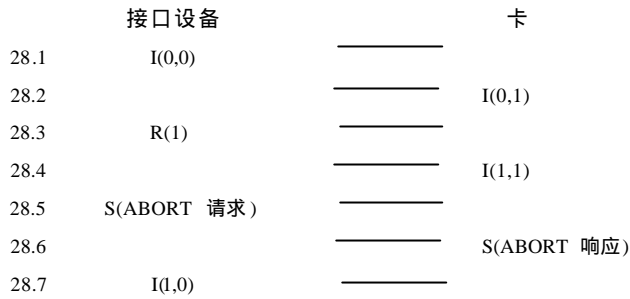 接口设备 卡
28.1 I(0,0)
28.2 I(0,1)
28.3 R(1)
28.4 I(1,1)
28.5 S(ABORT 请求)
28.6 S(ABORT 响应)
28.7 I(1,0)